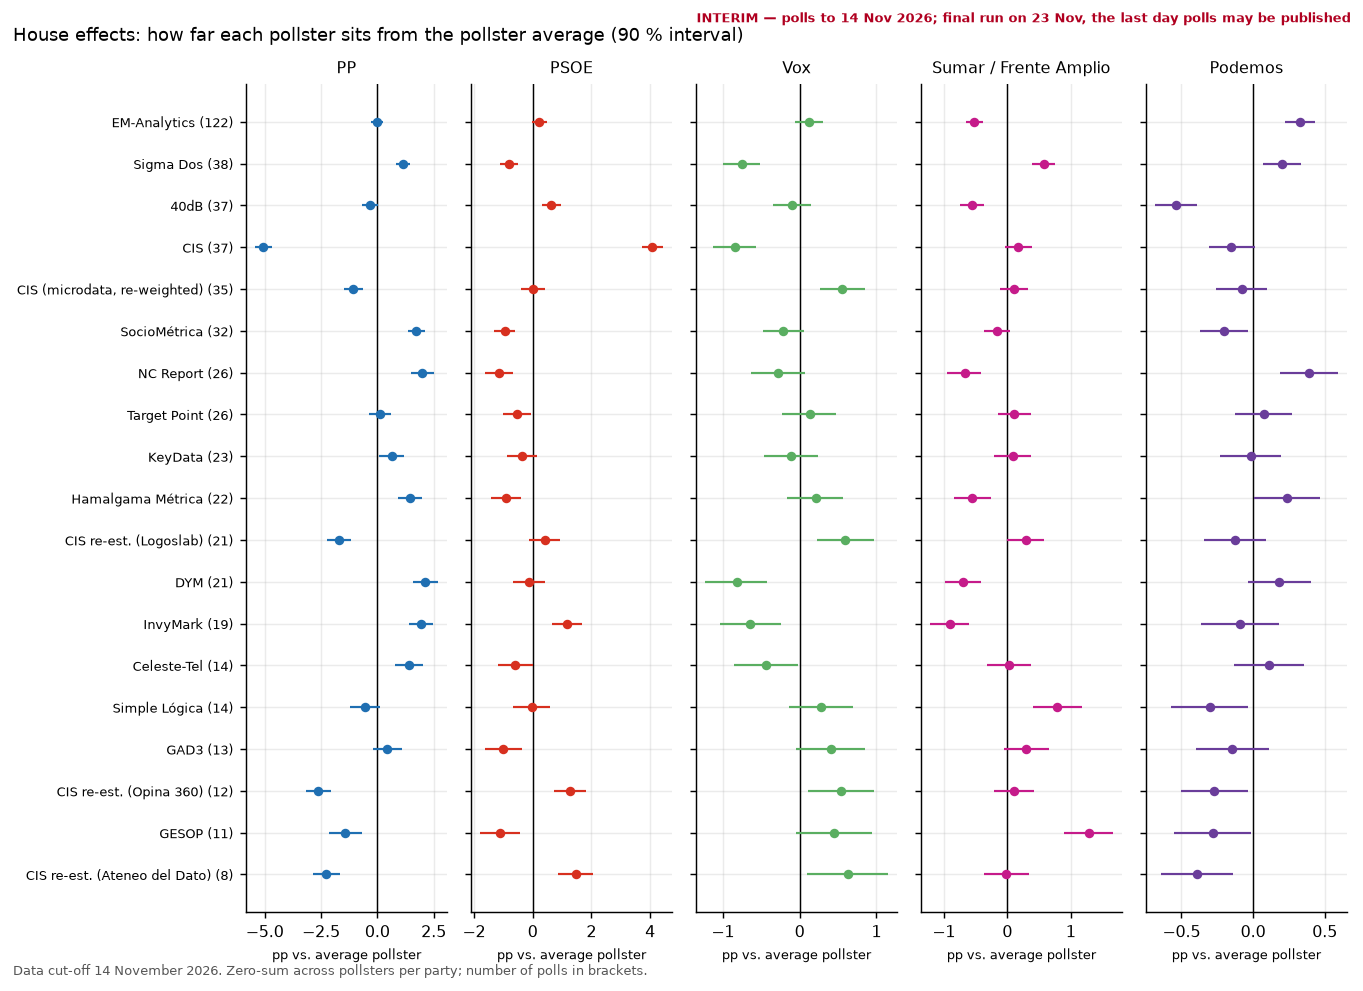 INTERIM — polls to 14 Nov 2026; final run on 23 Nov, the last day polls may be published
House effects: how far each pollster sits from the pollster average (90 % interval)
PP
PSOE
Vox
Sumar / Frente Amplio
Podemos
EM-Analytics (122)
Sigma Dos (38)
40dB (37)
CIS (37)
CIS (microdata, re-weighted) (35)
SocioMétrica (32)
NC Report (26)
Target Point (26)
KeyData (23)
Hamalgama Métrica (22)
CIS re-est. (Logoslab) (21)
DYM (21)
InvyMark (19)
Celeste-Tel (14)
Simple Lógica (14)
GAD3 (13)
CIS re-est. (Opina 360) (12)
GESOP (11)
CIS re-est. (Ateneo del Dato) (8)
−5.0 −2.5 0.0 2.5
−2 0 2 4
−1 0 1
−1 0 1
−0.5 0.0 0.5
pp vs. average pollster
pp vs. average pollster
pp vs. average pollster
pp vs. average pollster
pp vs. average pollster
Data cut-off 14 November 2026. Zero-sum across pollsters per party; number of polls in brackets.